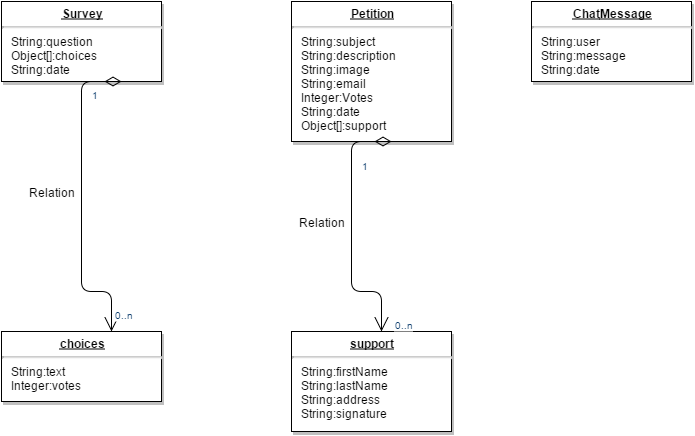 Survey
String:question
Object[]:choices
String:date
1
Relation
0..n
choices
String:text
Integer:votes
Petition
String:subject
String:description
String:image
String:email
Integer:Votes
String:date
Object[]:support
1
Relation
0..n
support
String:firstName
String:lastName
String:address
String:signature
ChatMessage
String:user
String:message
String:date